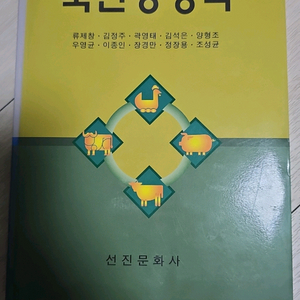 류제창 · 김정주 · 곽영태 · 김석은 · 양형조
우영균 · 이종인 · 장경만 · 정장용 · 조성균
선진문화사